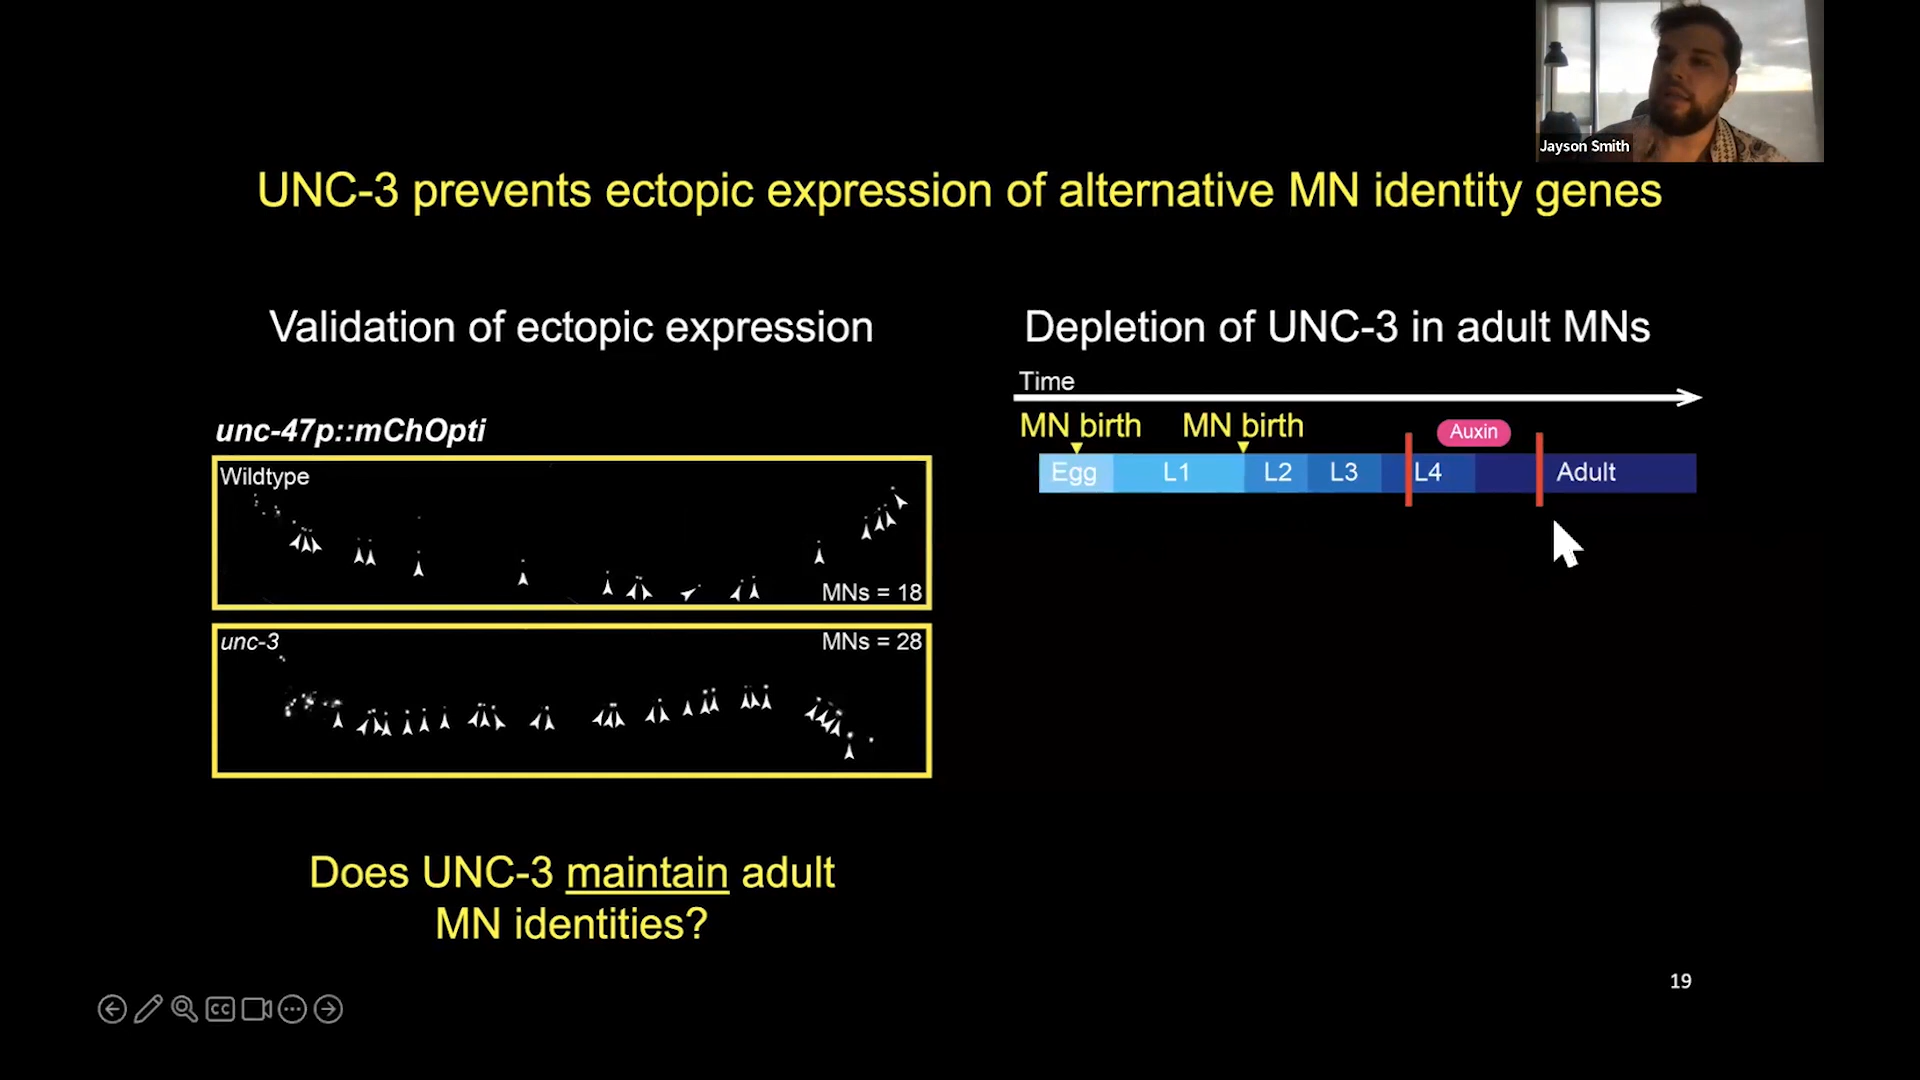 Jayson Smith
UNC-3 prevents ectopic expression of alternative MN identity genes
Validation of ectopic expression
unc-47p::mChOpti
Wildtype
MNs = 18
unc-3
MNs = 28
Does UNC-3 maintain adult
MN identities?
Depletion of UNC-3 in adult MNs
Time
MN birth MN birth
Auxin
Egg L1 L2 L3 L4 Adult
19
CC